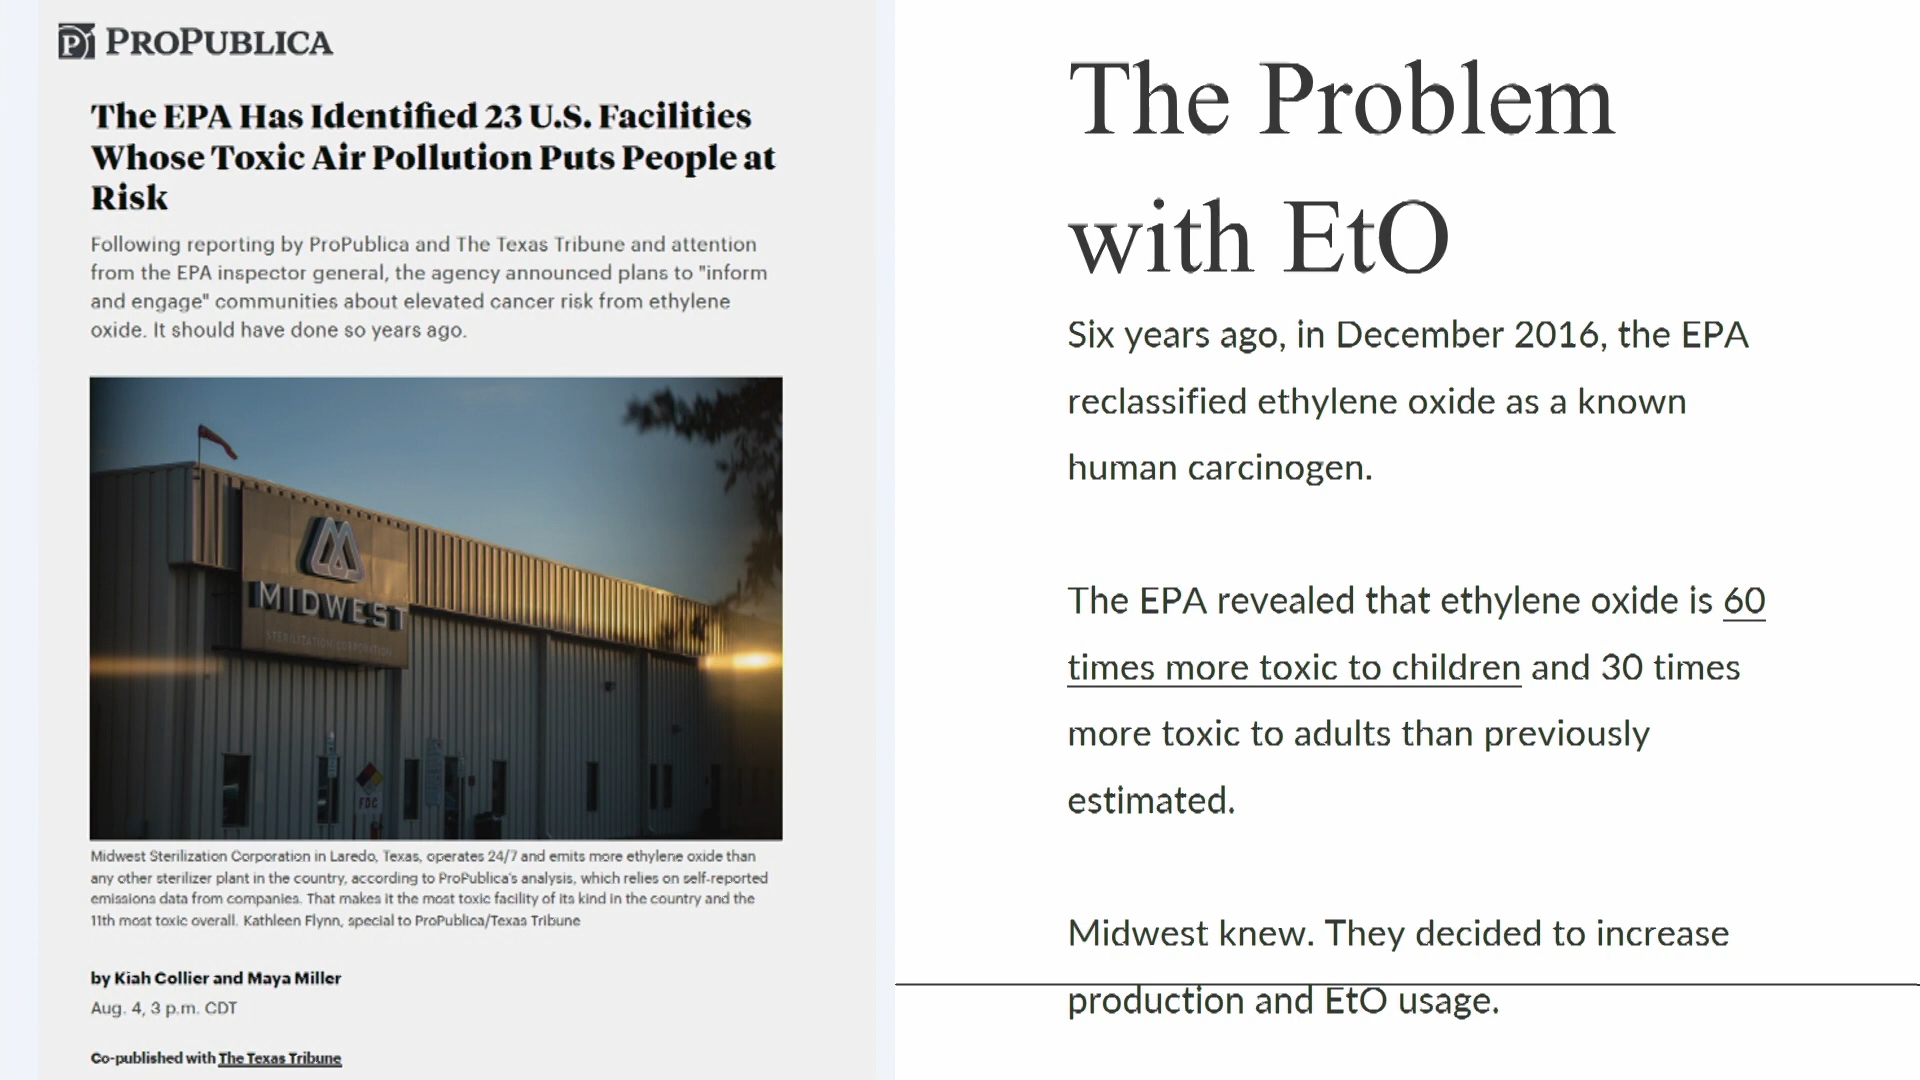 PROPUBLICA
The EPA Has Identified 23 U.S. Facilities
Whose Toxic Air Pollution Puts People at
Risk
Following reporting by ProPublica and The Texas Tribune and attention
from the EPA inspector general, the agency announced plans to "inform
and engage" communities about elevated cancer risk from ethylene
oxide. It should have done so years ago.
MIDWEST
STERILIZATION CORPORATION
FDC
Midwest Sterilization Corporation in Laredo, Texas, operates 24/7 and emits more ethylene oxide than
any other sterilizer plant in the country, according to ProPublica's analysis, which relies on self-reported
emissions data from companies. That makes it the most toxic facility of its kind in the country and the
11th most toxic overall. Kathleen Flynn, special to ProPublica/Texas Tribune
by Kiah Collier and Maya Miller
Aug. 4, 3 p.m. CDT
Co-published with The Texas Tribune
The Problem
with EtO
Six years ago, in December 2016, the EPA
reclassified ethylene oxide as a known
human carcinogen.
The EPA revealed that ethylene oxide is 60
times more toxic to children and 30 times
more toxic to adults than previously
estimated.
Midwest knew. They decided to increase
production and EtO usage.